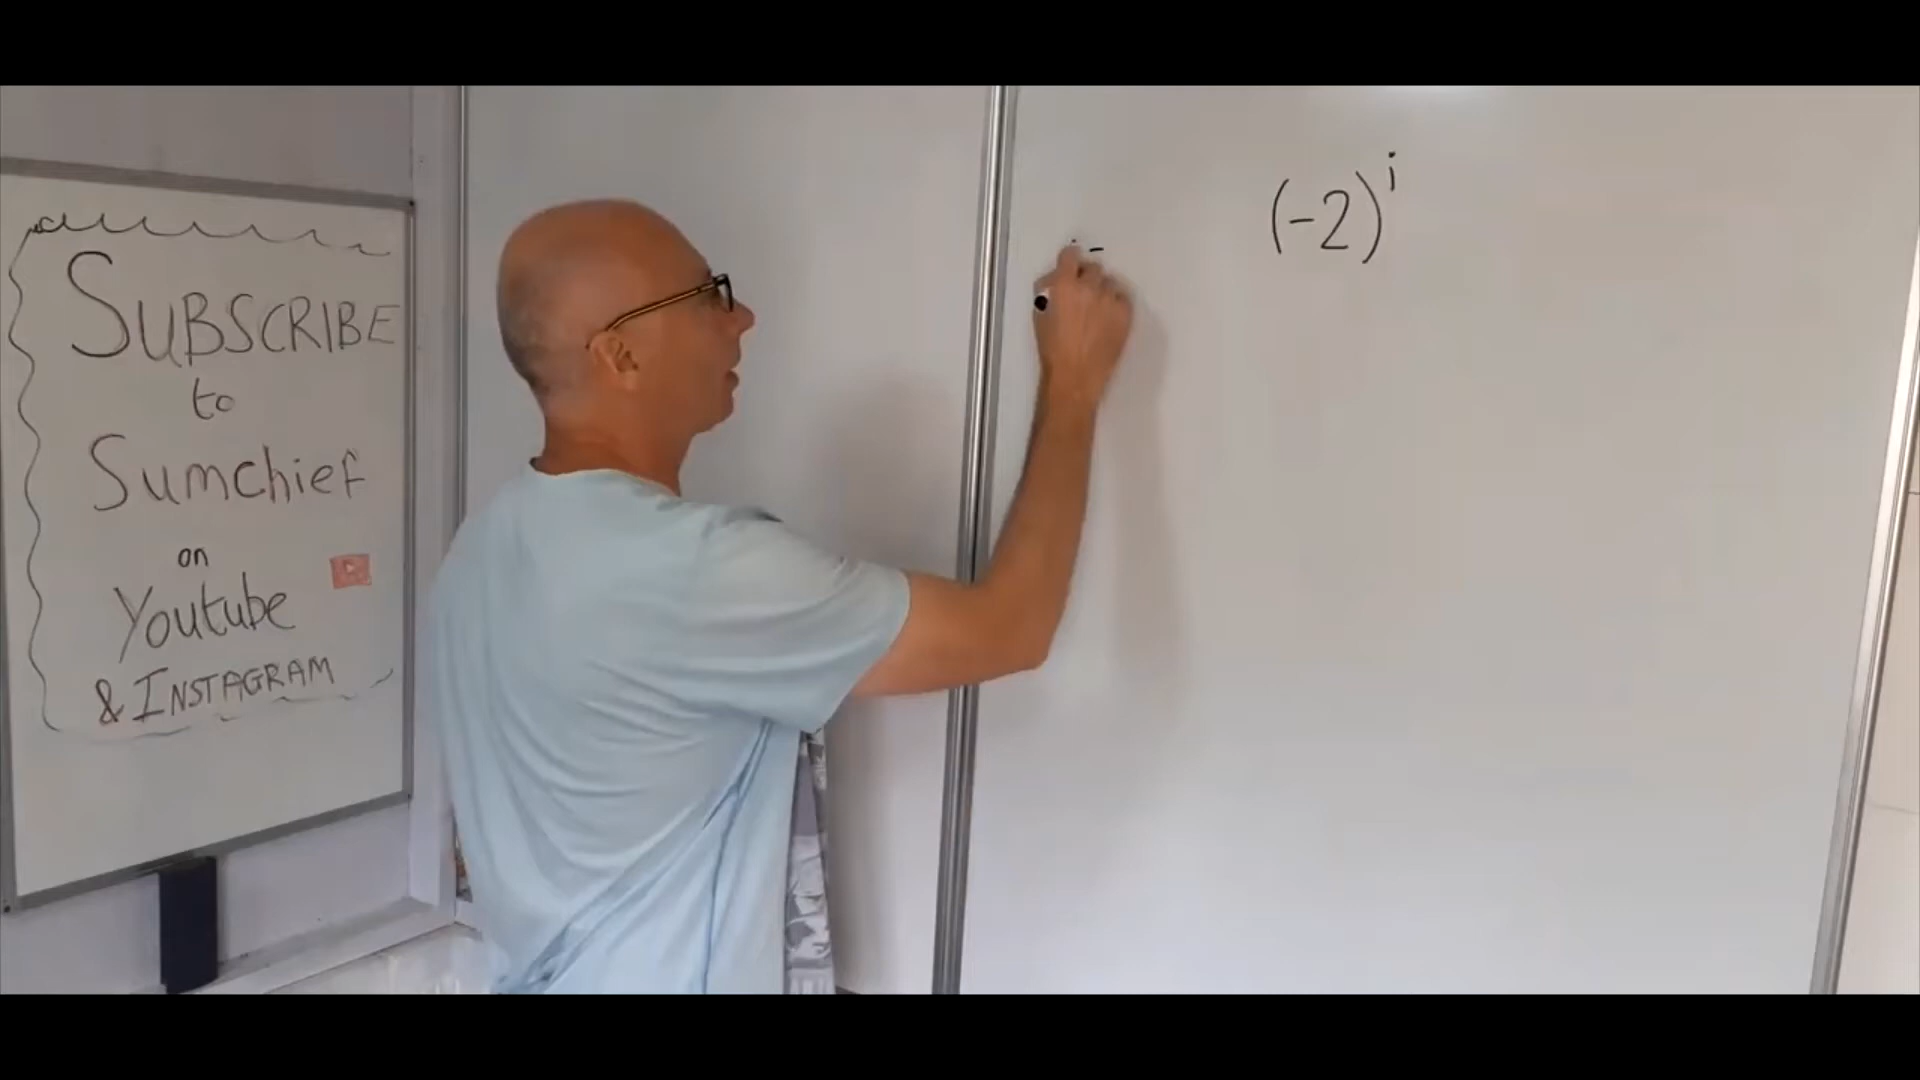 SUBSCRIBE
to
Sumchief
on
Youtube
& INSTAGRAM
(-2)^i